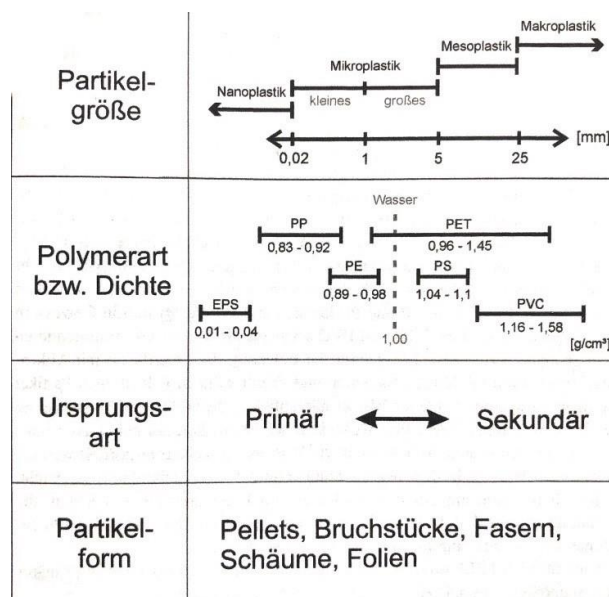 Partikel-
größe
Makroplastik
Mesoplastik
Mikroplastik
Nanoplastik
kleines großes
[mm]
0,02 1 5 25
Polymerart
bzw. Dichte
Wasser
PP PET
0,83 - 0,92 0,96 - 1,45
PE PS
0,89 - 0,98 1,04 - 1,1
EPS PVC
0,01 - 0,04 1,16 - 1,58
1,00 [g/cm³]
Ursprungs-
art
Primär Sekundär
Partikel-
form
Pellets, Bruchstücke, Fasern,
Schäume, Folien